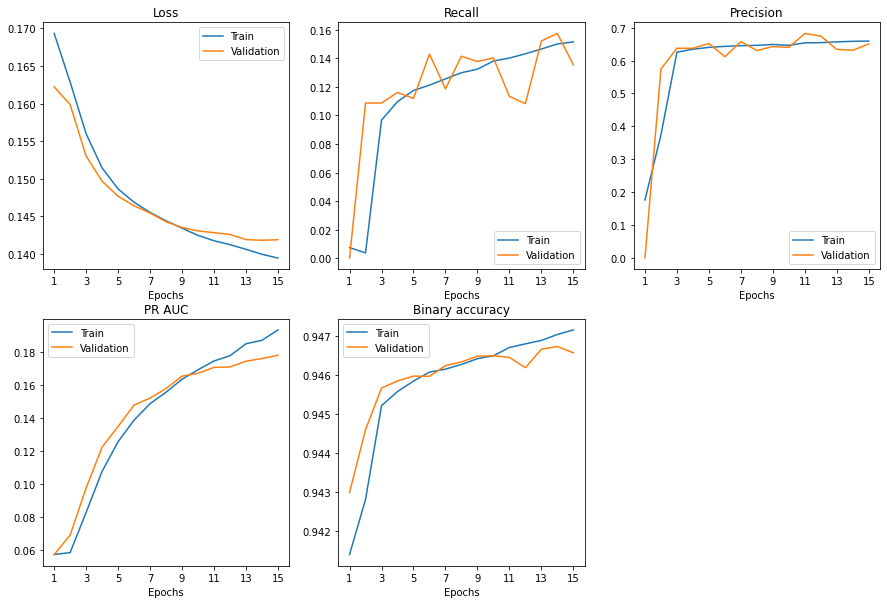 Loss
0.170
0.165
0.160
0.155
0.150
0.145
0.140
Train
Validation
1 3 5 7 9 11 13 15
Epochs
Recall
0.16
0.14
0.12
0.10
0.08
0.06
0.04
0.02
0.00
Train
Validation
1 3 5 7 9 11 13 15
Epochs
Precision
0.7
0.6
0.5
0.4
0.3
0.2
0.1
0.0
Train
Validation
1 3 5 7 9 11 13 15
Epochs
PR AUC
Train
Validation
0.18
0.16
0.14
0.12
0.10
0.08
0.06
1 3 5 7 9 11 13 15
Epochs
Binary accuracy
Train
Validation
0.947
0.946
0.945
0.944
0.943
0.942
1 3 5 7 9 11 13 15
Epochs